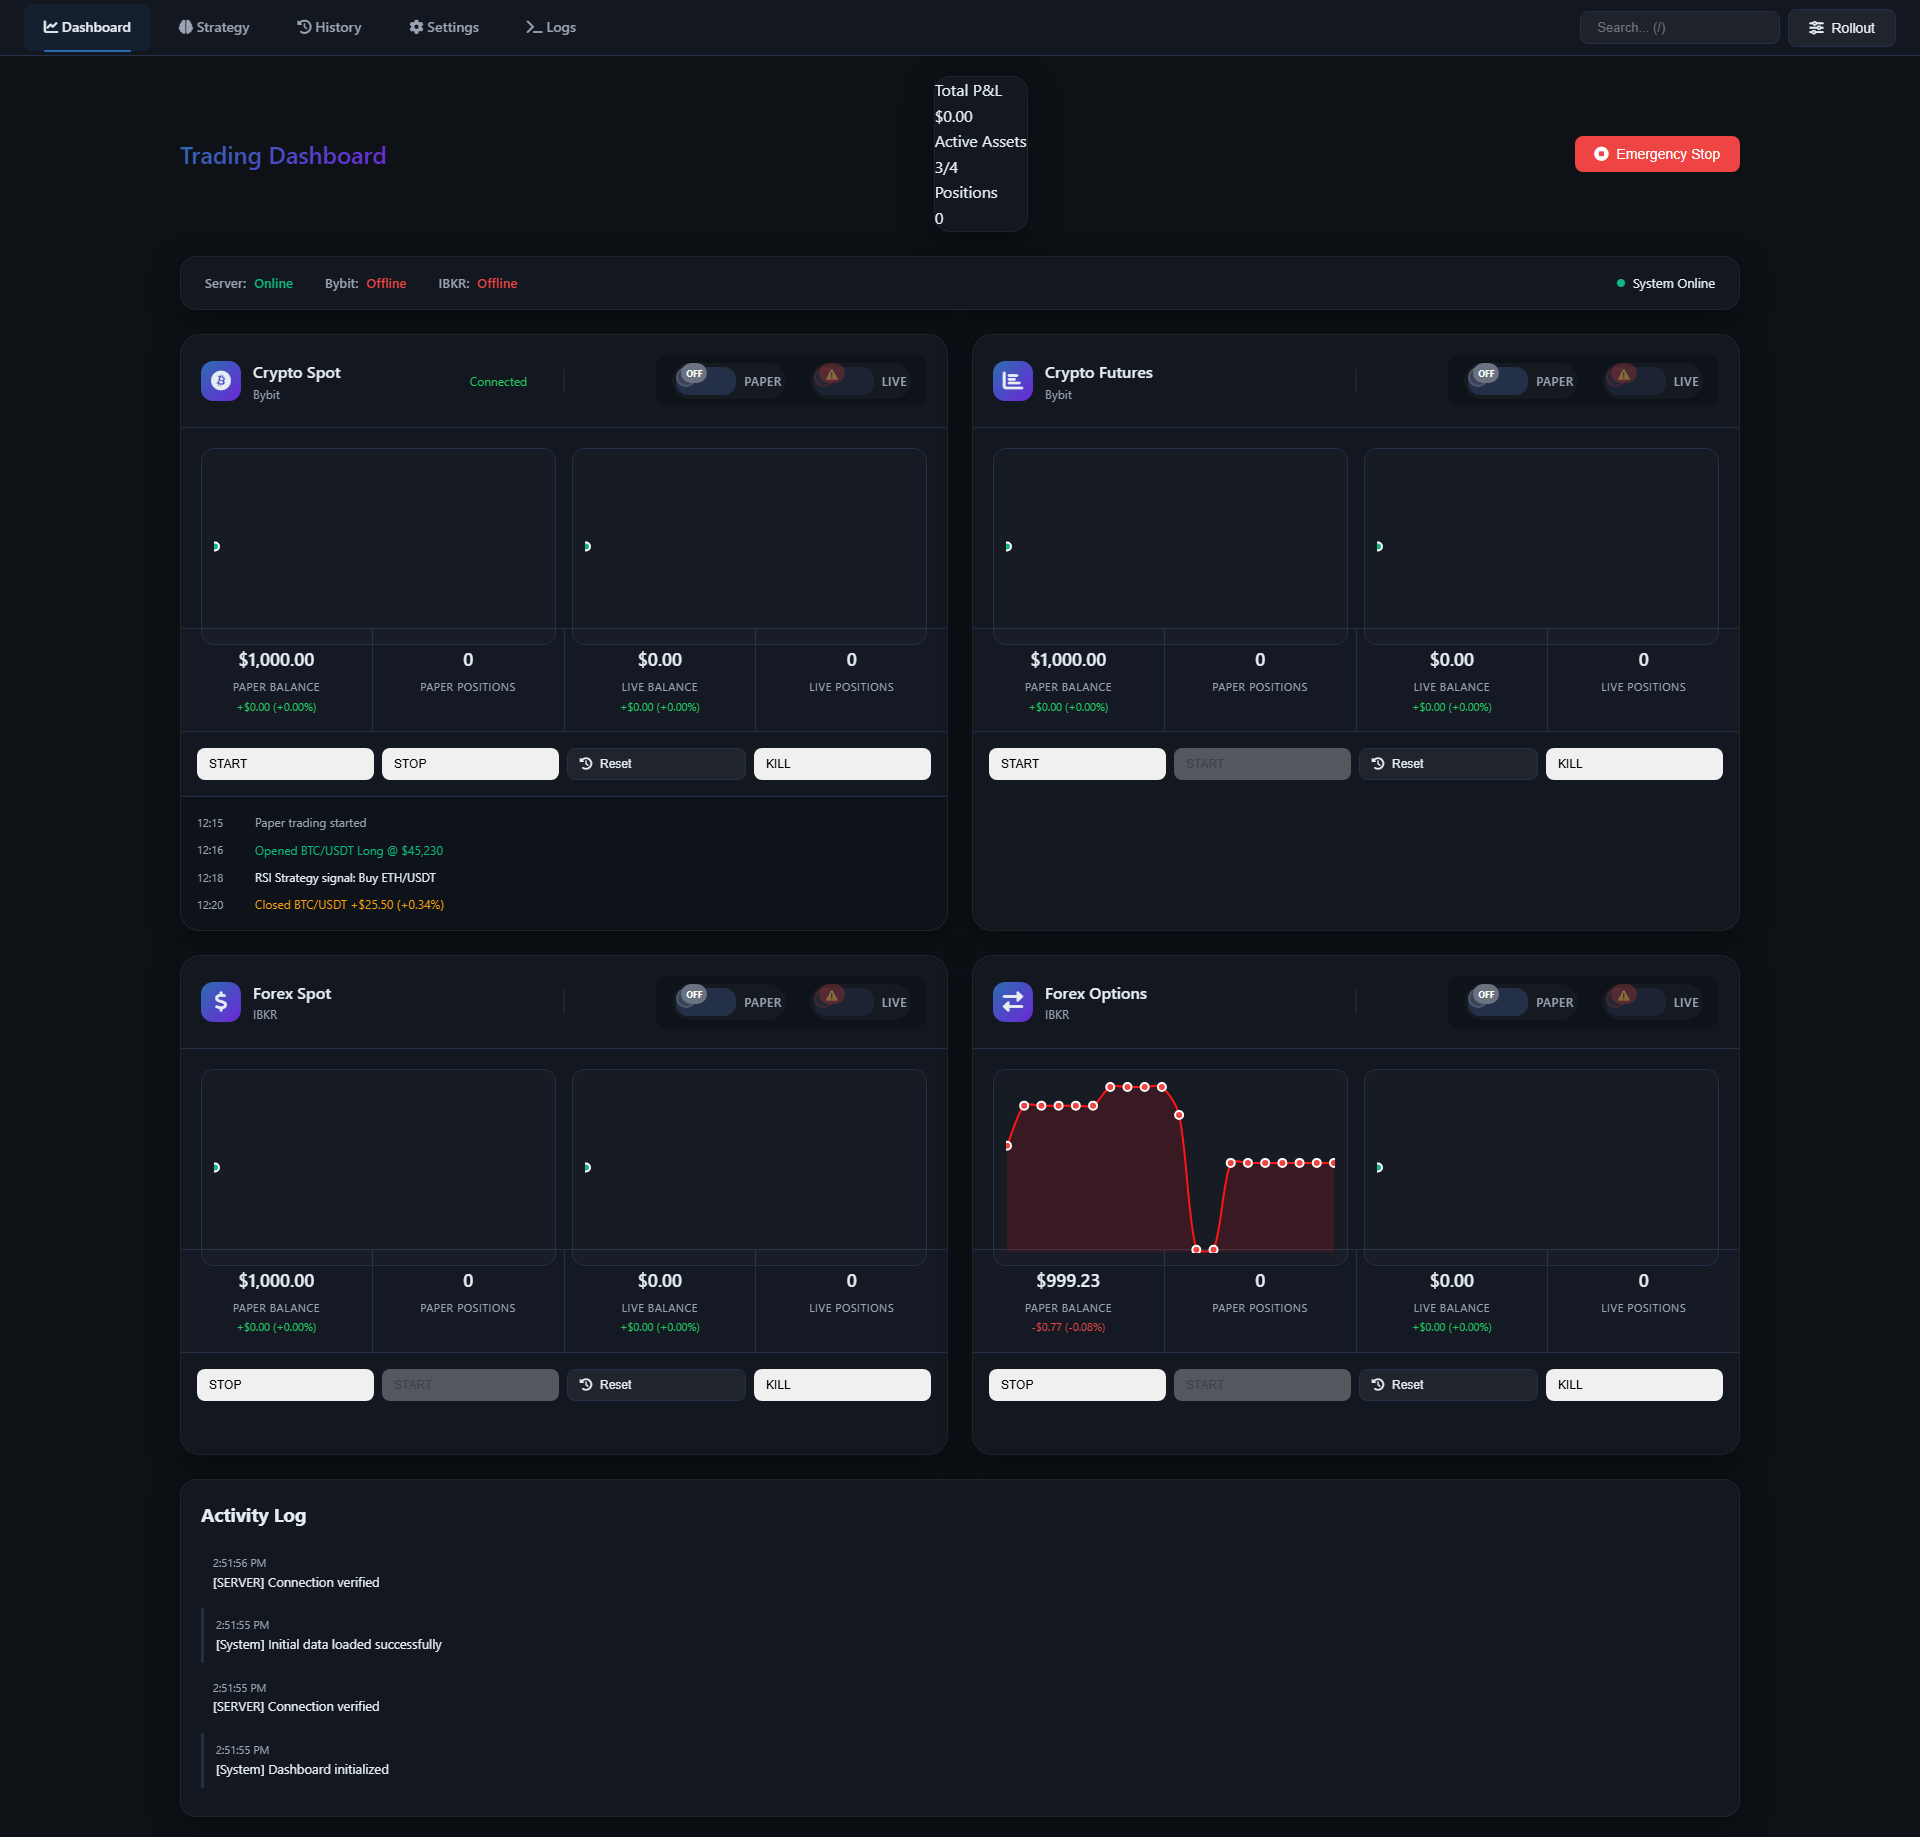 Dashboard
Strategy
History
Settings
Logs
Search... (/)
Rollout
Trading Dashboard
Total P&L
$0.00
Active Assets
3/4
Positions
0
Emergency Stop
Server: Online
Bybit: Offline
IBKR: Offline
System Online
Crypto Spot
Bybit
Connected
OFF
PAPER
LIVE
$1,000.00
PAPER BALANCE
+$0.00 (+0.00%)
0
PAPER POSITIONS
$0.00
LIVE BALANCE
+$0.00 (+0.00%)
0
LIVE POSITIONS
START
STOP
Reset
KILL
12:15 Paper trading started
12:16 Opened BTC/USDT Long @ $45,230
12:18 RSI Strategy signal: Buy ETH/USDT
12:20 Closed BTC/USDT +$25.50 (+0.34%)
Crypto Futures
Bybit
OFF
PAPER
LIVE
$1,000.00
PAPER BALANCE
+$0.00 (+0.00%)
0
PAPER POSITIONS
$0.00
LIVE BALANCE
+$0.00 (+0.00%)
0
LIVE POSITIONS
START
START
Reset
KILL
Forex Spot
IBKR
OFF
PAPER
LIVE
$1,000.00
PAPER BALANCE
+$0.00 (+0.00%)
0
PAPER POSITIONS
$0.00
LIVE BALANCE
+$0.00 (+0.00%)
0
LIVE POSITIONS
STOP
START
Reset
KILL
Forex Options
IBKR
OFF
PAPER
LIVE
$999.23
PAPER BALANCE
-$0.77 (-0.08%)
0
PAPER POSITIONS
$0.00
LIVE BALANCE
+$0.00 (+0.00%)
0
LIVE POSITIONS
STOP
START
Reset
KILL
Activity Log
2:51:56 PM
[SERVER] Connection verified
2:51:55 PM
[System] Initial data loaded successfully
2:51:55 PM
[SERVER] Connection verified
2:51:55 PM
[System] Dashboard initialized